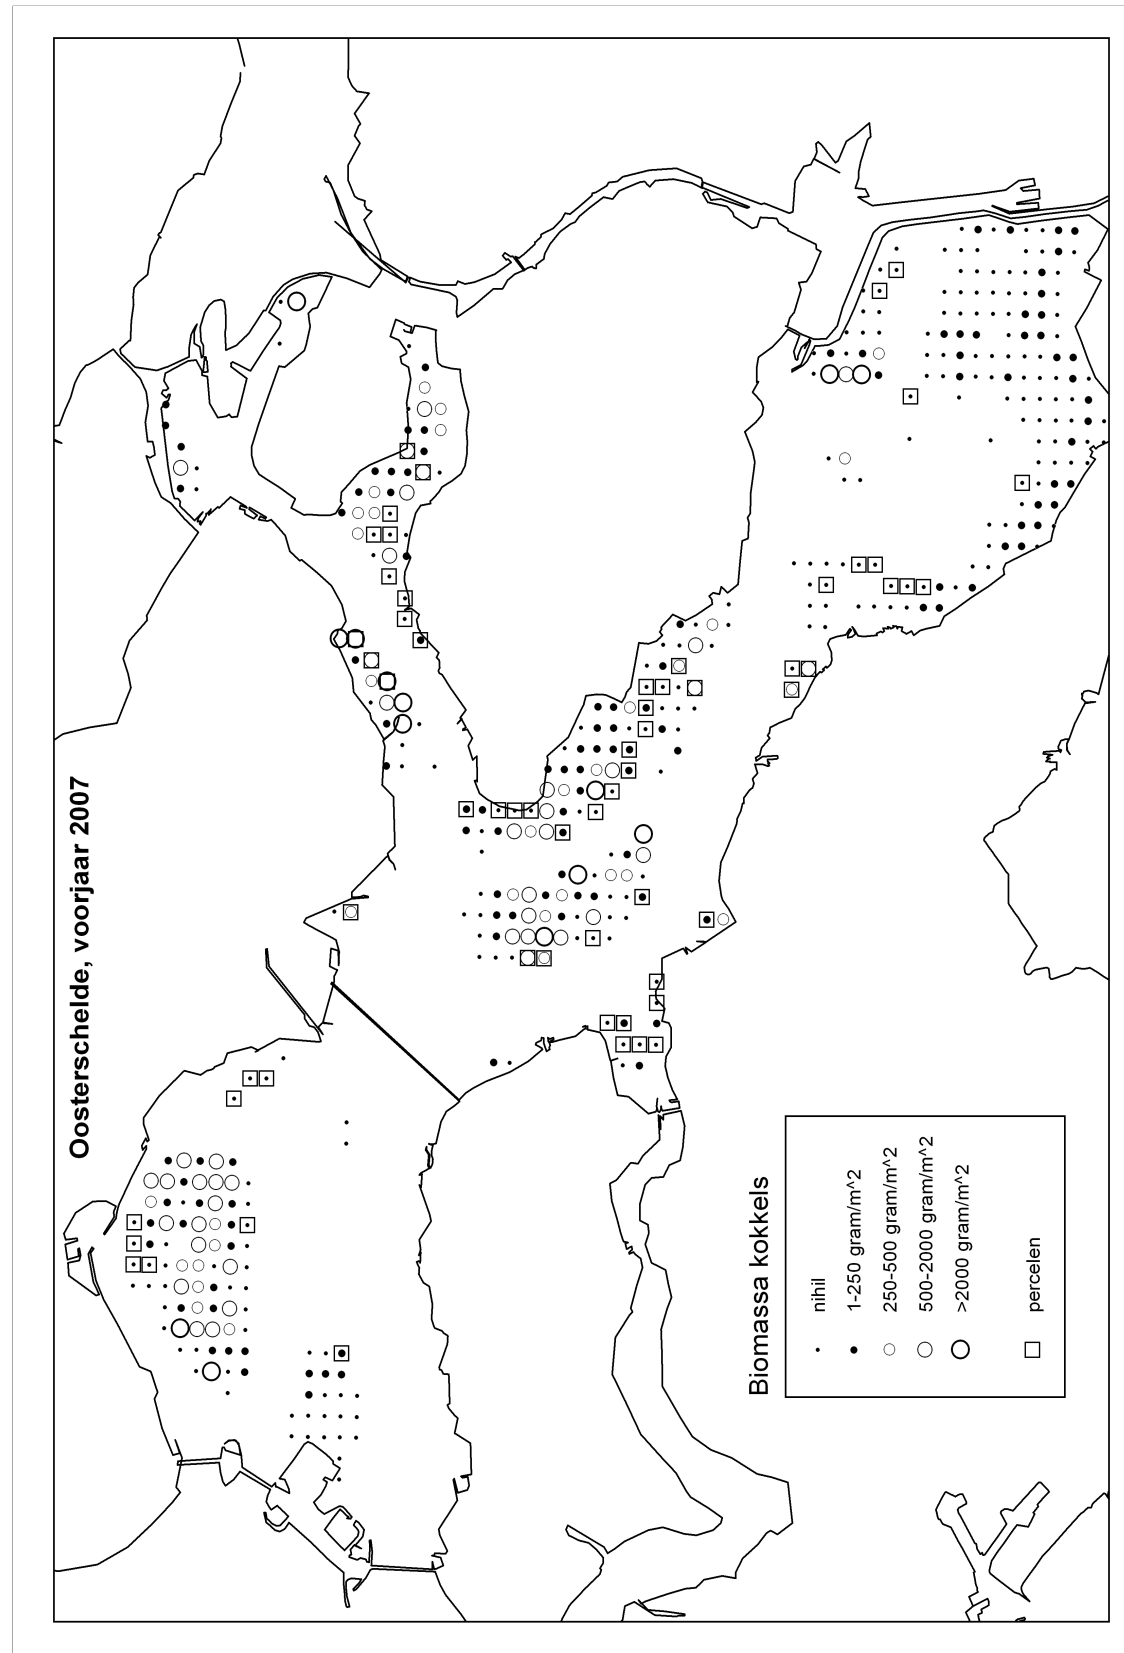 Oosterschelde, voorjaar 2007
Biomassa kokkels
nihil
1-250 gram/m^2
250-500 gram/m^2
500-2000 gram/m^2
>2000 gram/m^2
percelen